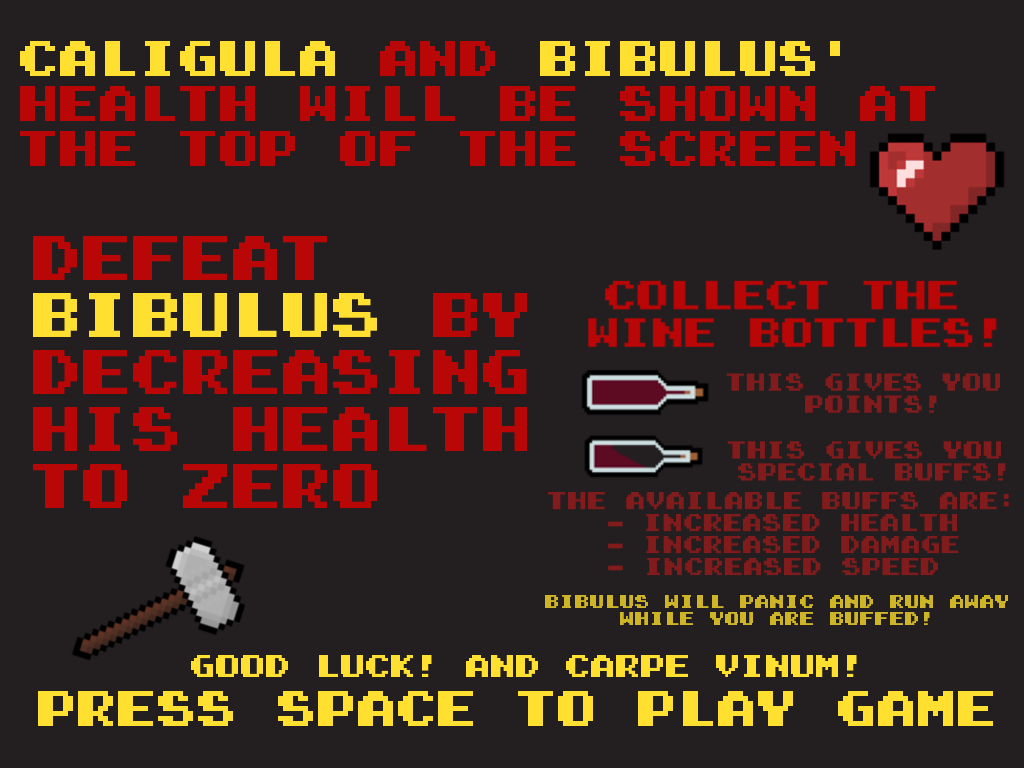 CALIGULA AND BIBULUS'
HEALTH WILL BE SHOWN AT
THE TOP OF THE SCREEN
DEFEAT
BIBULUS BY
DECREASING
HIS HEALTH
TO ZERO
COLLECT THE
WINE BOTTLES!
THIS GIVES YOU
POINTS!
THIS GIVES YOU
SPECIAL BUFFS!
THE AVAILABLE BUFFS ARE:
- INCREASED HEALTH
- INCREASED DAMAGE
- INCREASED SPEED
BIBULUS WILL PANIC AND RUN AWAY
WHILE YOU ARE BUFFED!
GOOD LUCK! AND CARPE VINUM!
PRESS SPACE TO PLAY GAME